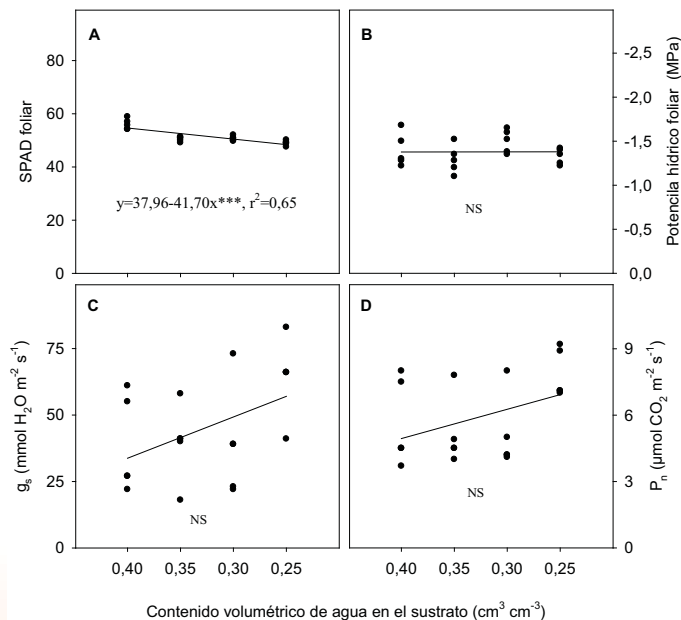 A
80
60
40
20
0
SPAD foliar
y=37,96-41,70x***, r²=0,65
B
-2,5
-2,0
-1,5
-1,0
-0,5
0,0
Potencila hídrico foliar (MPa)
NS
C
75
50
25
0
gs (mmol H₂O m⁻² s⁻¹)
NS
0,40 0,35 0,30 0,25
D
9
6
3
0
Pn (µmol CO₂ m⁻² s⁻¹)
NS
0,40 0,35 0,30 0,25
Contenido volumétrico de agua en el sustrato (cm³ cm⁻³)